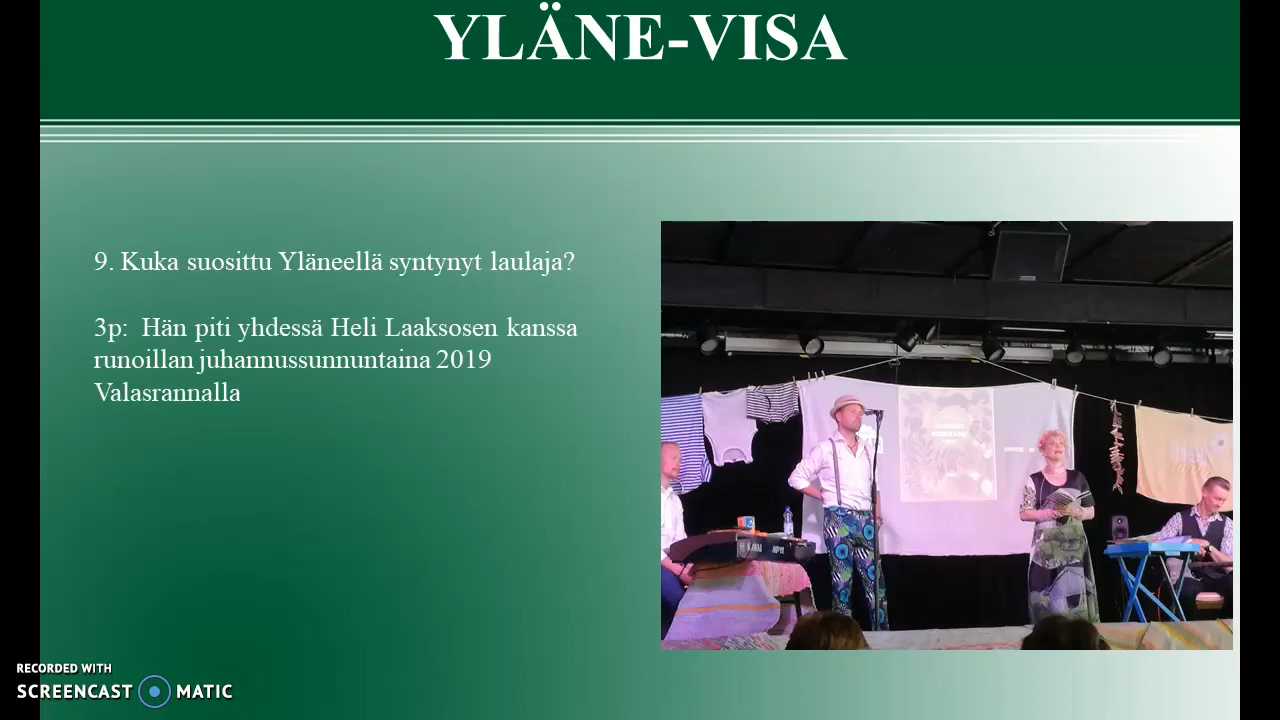 YLÄNE-VISA
9. Kuka suosittu Yläneellä syntynyt laulaja?
3p: Hän piti yhdessä Heli Laaksosen kanssa
runoillan juhannussunnuntaina 2019
Valasrannalla
RECORDED WITH
SCREENCAST MATIC